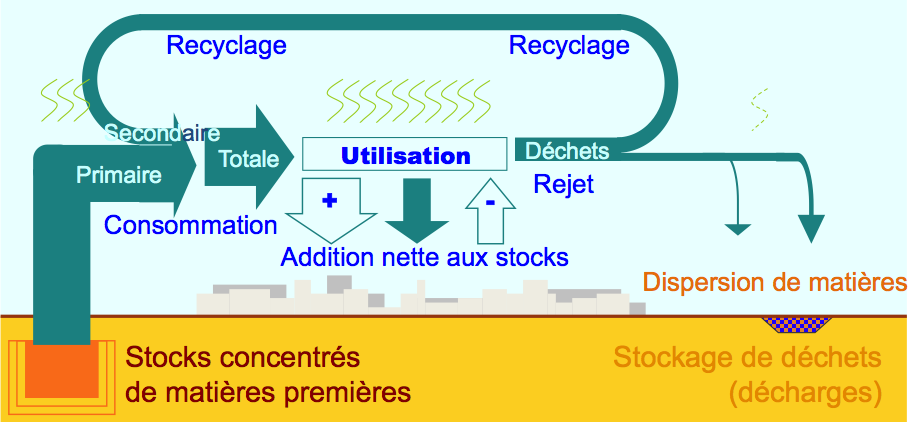 Recyclage
Recyclage
Secondaire
Totale
Utilisation
Déchets
Primaire
Rejet
+
-
Consommation
Addition nette aux stocks
Dispersion de matières
Stocks concentrés
de matières premières
Stockage de déchets
(décharges)